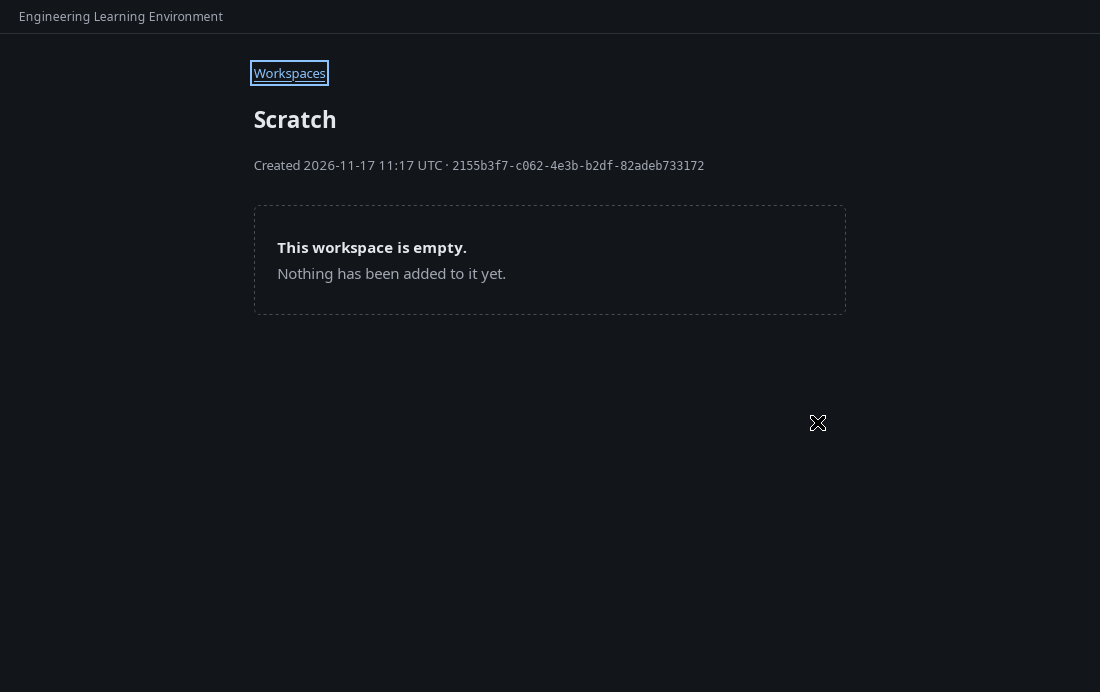 Engineering Learning Environment
Workspaces
Scratch
Created 2026-11-17 11:17 UTC · 2155b3f7-c062-4e3b-b2df-82adeb733172
This workspace is empty.
Nothing has been added to it yet.